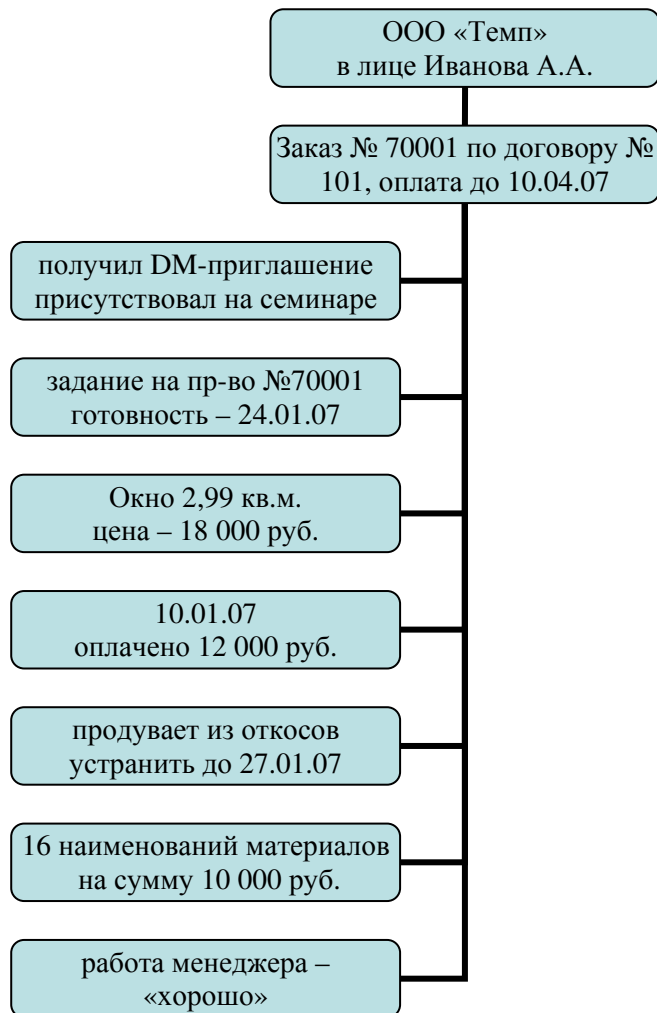 ООО «Темп»
в лице Иванова А.А.
Заказ № 70001 по договору №
101, оплата до 10.04.07
получил DM-приглашение
присутствовал на семинаре
задание на пр-во №70001
готовность – 24.01.07
Окно 2,99 кв.м.
цена – 18 000 руб.
10.01.07
оплачено 12 000 руб.
продувает из откосов
устранить до 27.01.07
16 наименований материалов
на сумму 10 000 руб.
работа менеджера –
«хорошо»